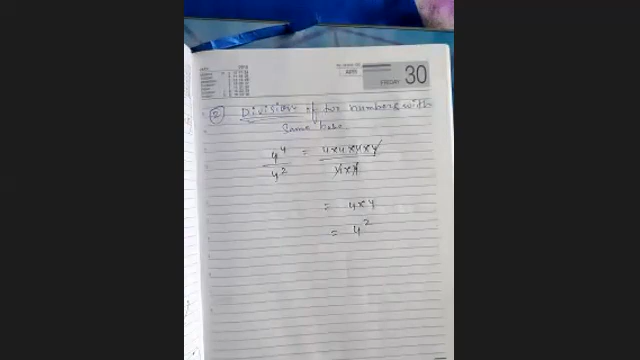 FRIDAY 30
② Division of two numbers with
same base
4⁴/4² = 4×4×4×4/4×4
= 4×4
= 4²